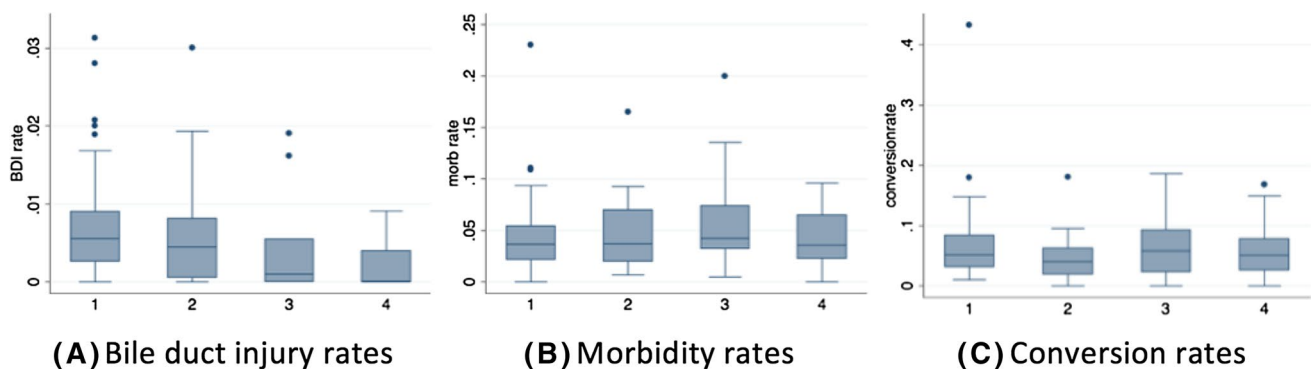 BDI rate
.03
.02
.01
0
1 2 3 4
(A) Bile duct injury rates
morb rate
.25
.2
.15
.1
.05
0
1 2 3 4
(B) Morbidity rates
conversionrate
.4
.3
.2
.1
0
1 2 3 4
(C) Conversion rates